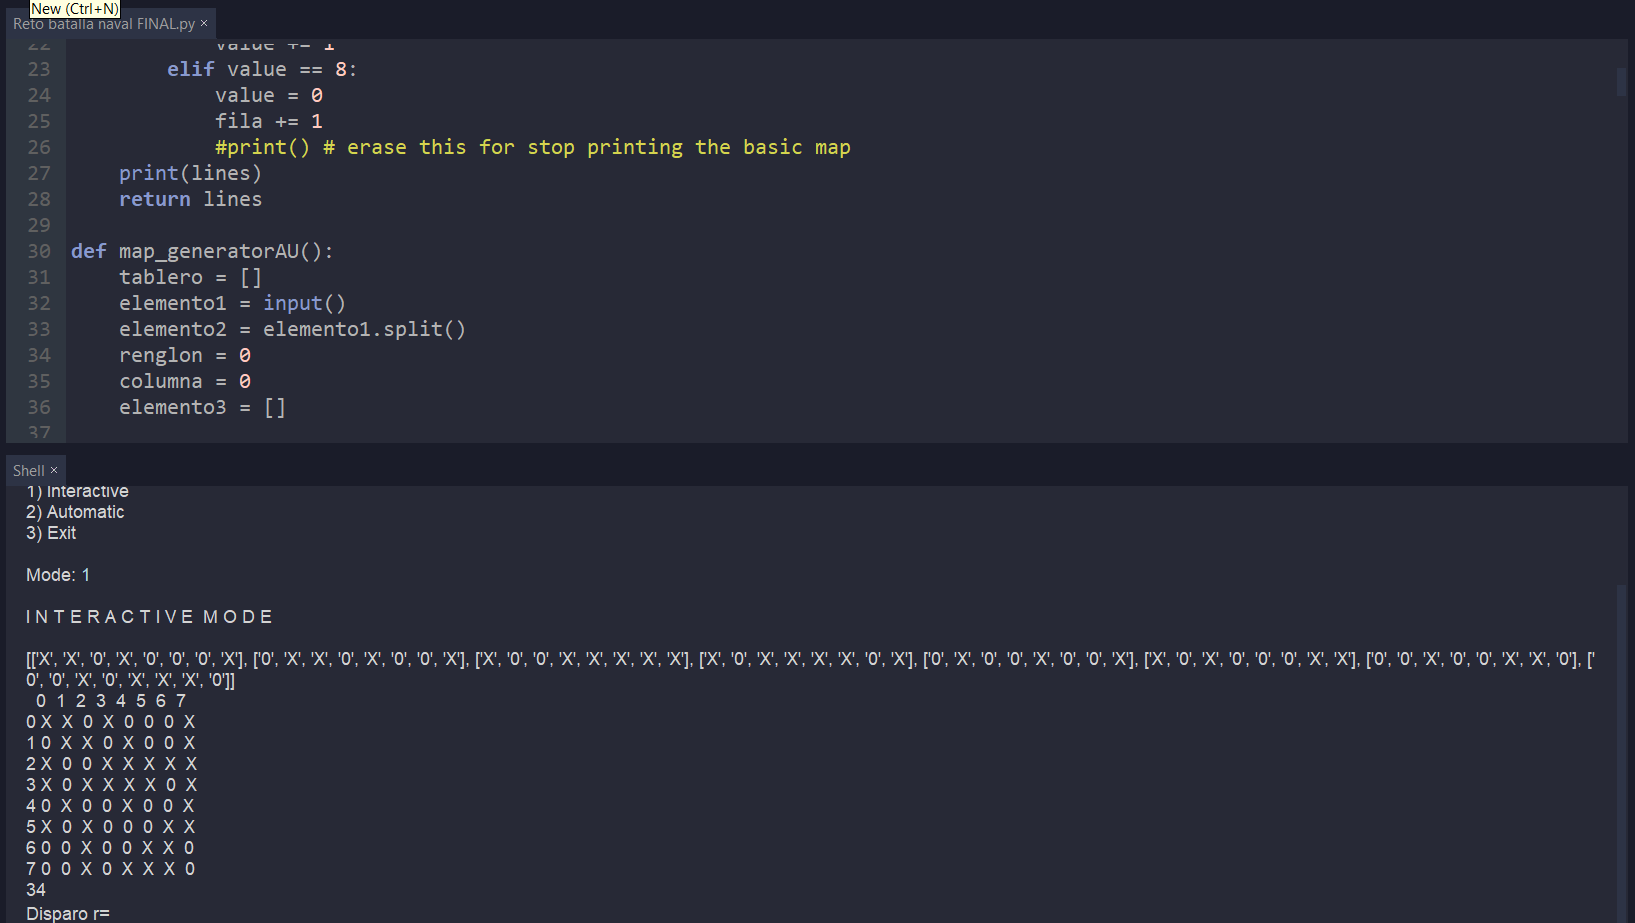 New (Ctrl+N)
Reto batalla naval FINAL.py ×
22 value += 1
23 elif value == 8:
24 value = 0
25 fila += 1
26 #print() # erase this for stop printing the basic map
27 print(lines)
28 return lines
29
30 def map_generatorAU():
31 tablero = []
32 elemento1 = input()
33 elemento2 = elemento1.split()
34 renglon = 0
35 columna = 0
36 elemento3 = []
37
Shell ×
1) Interactive
2) Automatic
3) Exit
Mode: 1
I N T E R A C T I V E  M O D E
[['X', 'X', '0', 'X', '0', '0', '0', 'X'], ['0', 'X', 'X', '0', 'X', '0', '0', 'X'], ['X', '0', '0', 'X', 'X', 'X', 'X', 'X'], ['X', '0', 'X', 'X', 'X', 'X', '0', 'X'], ['0', 'X', '0', '0', 'X', '0', '0', 'X'], ['X', '0', 'X', '0', '0', '0', 'X', 'X'], ['0', '0', 'X', '0', '0', 'X', 'X', '0'], ['
0', '0', 'X', '0', 'X', 'X', 'X', '0']]
0 1 2 3 4 5 6 7
0 X X 0 X 0 0 0 X
1 0 X X 0 X 0 0 X
2 X 0 0 X X X X X
3 X 0 X X X X 0 X
4 0 X 0 0 X 0 0 X
5 X 0 X 0 0 0 X X
6 0 0 X 0 0 X X 0
7 0 0 X 0 X X X 0
34
Disparo r=